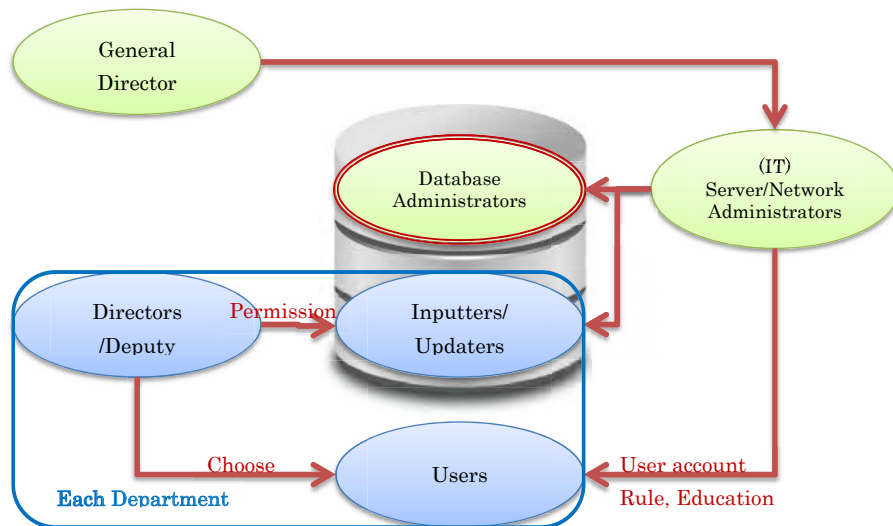 General
Director
(IT)
Server/Network
Administrators
Database
Administrators
Directors
/Deputy
Permission
Inputters/
Updaters
Choose
Users
User account
Rule, Education
Each Department